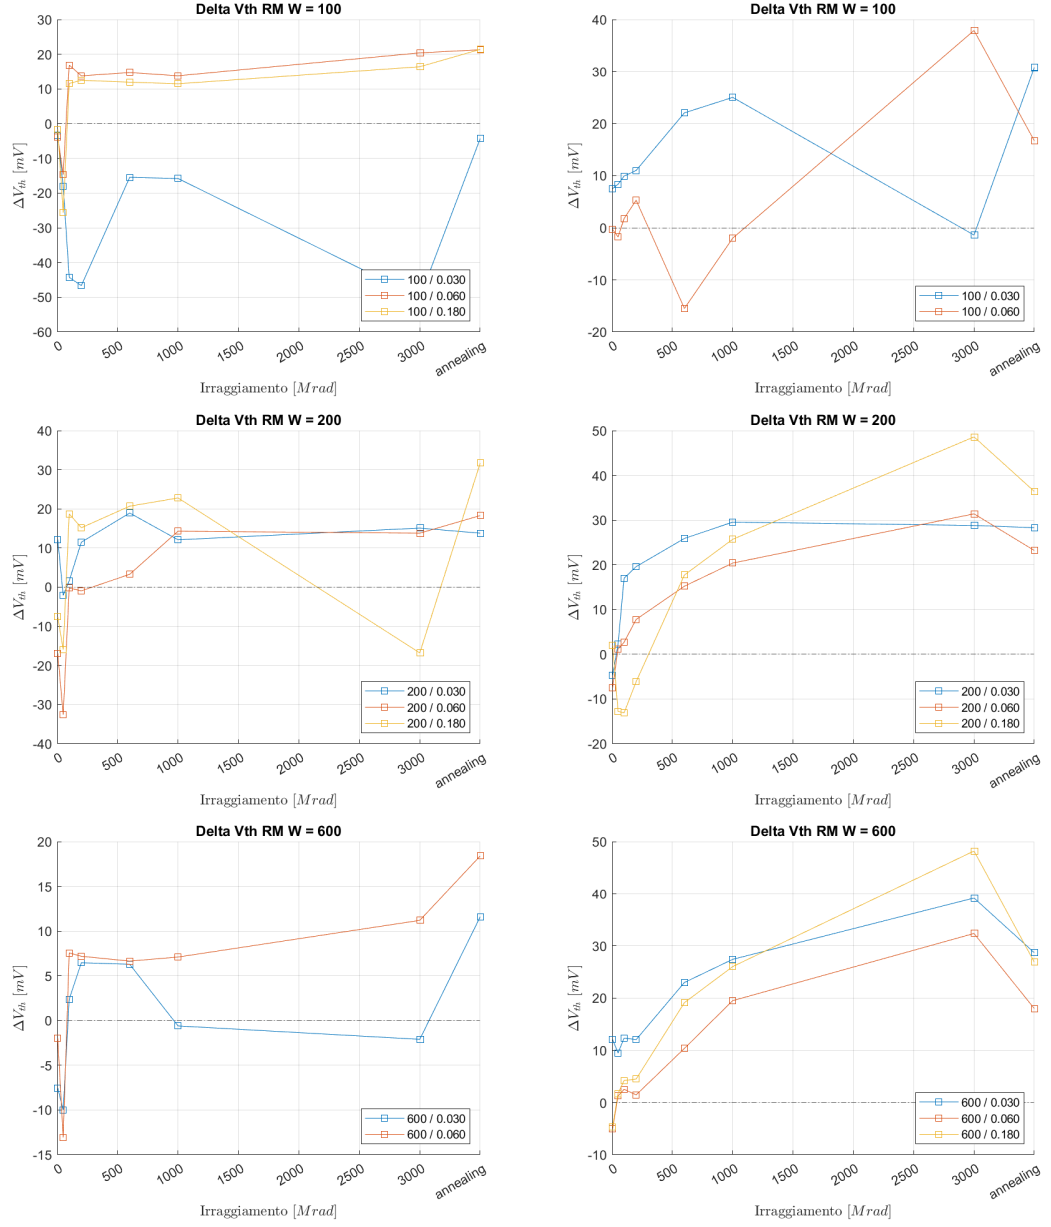 Delta Vth RM W = 100
30
20
10
0
-10
-20
-30
-40
-50
-60
ΔV_th [mV]
0
500
1000
1500
2000
2500
3000
annealing
Irraggiamento [Mrad]
100 / 0.030
100 / 0.060
100 / 0.180
Delta Vth RM W = 100
40
30
20
10
0
-10
-20
ΔV_th [mV]
0
500
1000
1500
2000
2500
3000
annealing
Irraggiamento [Mrad]
100 / 0.030
100 / 0.060
Delta Vth RM W = 200
40
30
20
10
0
-10
-20
-30
-40
ΔV_th [mV]
0
500
1000
1500
2000
2500
3000
annealing
Irraggiamento [Mrad]
200 / 0.030
200 / 0.060
200 / 0.180
Delta Vth RM W = 200
50
40
30
20
10
0
-10
-20
ΔV_th [mV]
0
500
1000
1500
2000
2500
3000
annealing
Irraggiamento [Mrad]
200 / 0.030
200 / 0.060
200 / 0.180
Delta Vth RM W = 600
20
15
10
5
0
-5
-10
-15
ΔV_th [mV]
0
500
1000
1500
2000
2500
3000
annealing
Irraggiamento [Mrad]
600 / 0.030
600 / 0.060
Delta Vth RM W = 600
50
40
30
20
10
0
-10
ΔV_th [mV]
0
500
1000
1500
2000
2500
3000
annealing
Irraggiamento [Mrad]
600 / 0.030
600 / 0.060
600 / 0.180